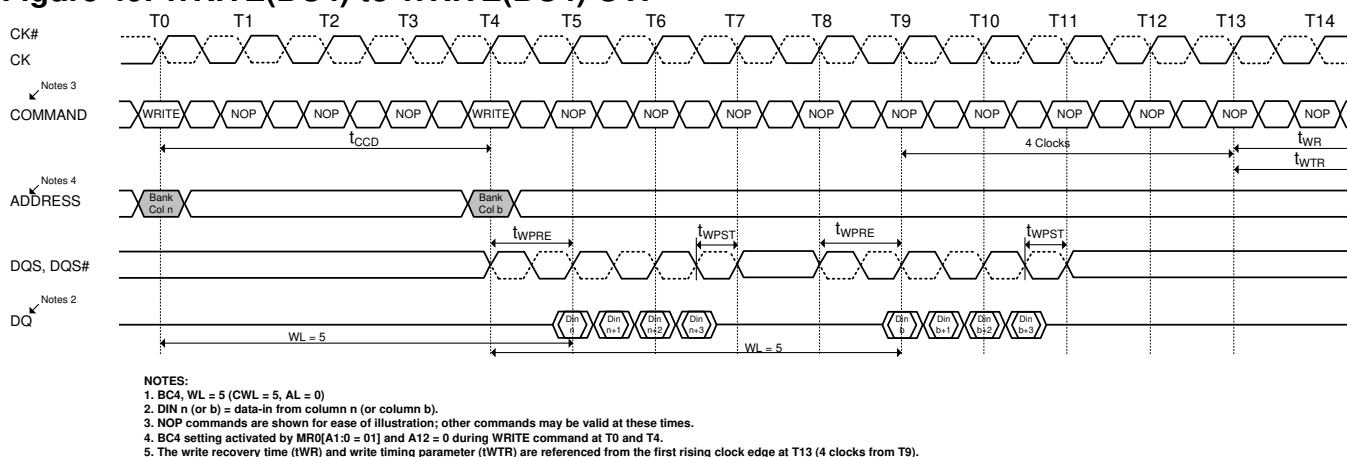 T0 T1 T2 T3 T4 T5 T6 T7 T8 T9 T10 T11 T12 T13 T14
CK#
CK
Notes 3
COMMAND
WRITE NOP NOP NOP WRITE NOP NOP NOP NOP NOP NOP NOP NOP NOP NOP
tCCD
4 Clocks
tWR
tWTR
Notes 4
ADDRESS
Bank
Col n
Bank
Col b
tWPRE tWPST tWPRE tWPST
DQS, DQS#
Notes 2
DQ
Din
n
Din
n+1
Din
n+2
Din
n+3
Din
b
Din
b+1
Din
b+2
Din
b+3
WL = 5
WL = 5
NOTES:
1. BC4, WL = 5 (CWL = 5, AL = 0)
2. DIN n (or b) = data-in from column n (or column b).
3. NOP commands are shown for ease of illustration; other commands may be valid at these times.
4. BC4 setting activated by MR0[A1:0 = 01] and A12 = 0 during WRITE command at T0 and T4.
5. The write recovery time (tWR) and write timing parameter (tWTR) are referenced from the first rising clock edge at T13 (4 clocks from T9).